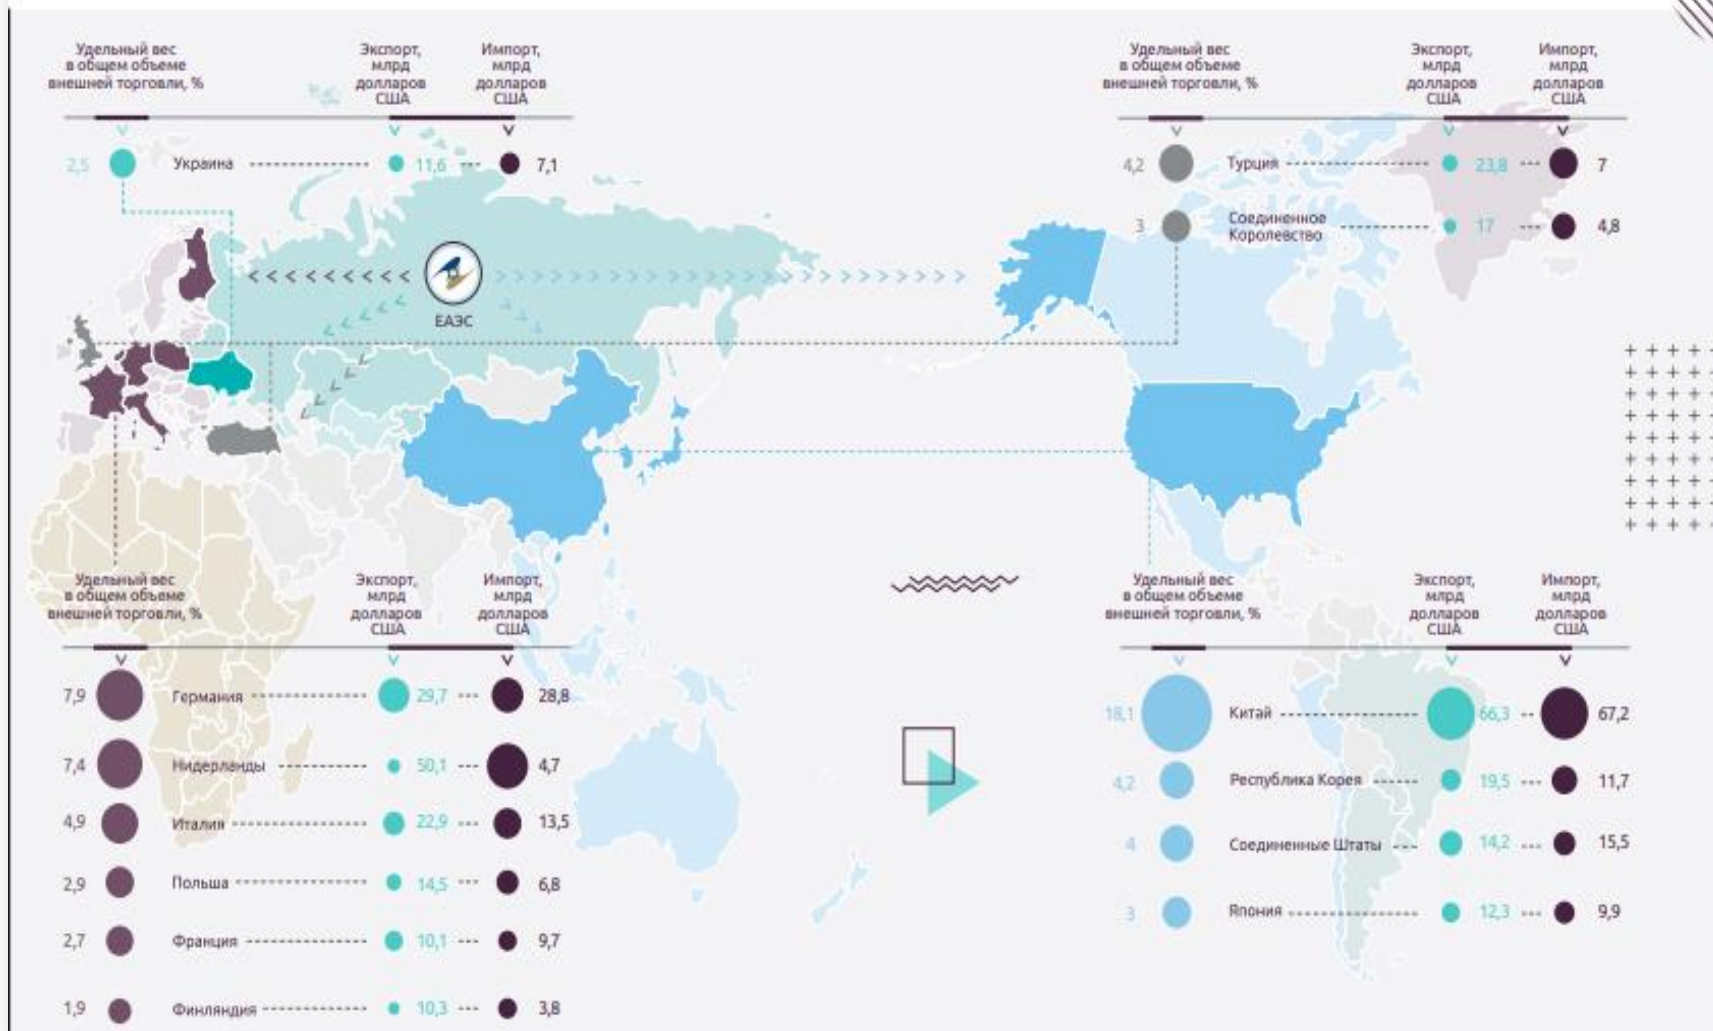 Удельный вес
в общем объеме
внешней торговли, %
Экспорт,
млрд
долларов
США
Импорт,
млрд
долларов
США
2,5 Украина 11,6 7,1
Удельный вес
в общем объеме
внешней торговли, %
Экспорт,
млрд
долларов
США
Импорт,
млрд
долларов
США
4,2 Турция 23,8 7
3 Соединенное
Королевство 17 4,8
ЕАЭС
Удельный вес
в общем объеме
внешней торговли, %
Экспорт,
млрд
долларов
США
Импорт,
млрд
долларов
США
7,9 Германия 29,7 28,8
7,4 Нидерланды 50,1 4,7
4,9 Италия 22,9 13,5
2,9 Польша 14,5 6,8
2,7 Франция 10,1 9,7
1,9 Финляндия 10,3 3,8
Удельный вес
в общем объеме
внешней торговли, %
Экспорт,
млрд
долларов
США
Импорт,
млрд
долларов
США
18,1 Китай 66,3 67,2
4,2 Республика Корея 19,5 11,7
4 Соединенные Штаты 14,2 15,5
3 Япония 12,3 9,9